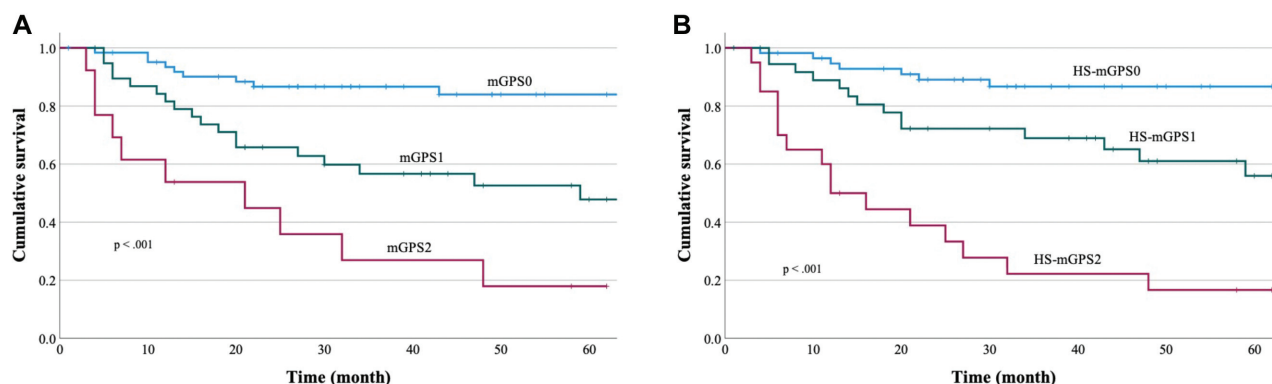 A
Cumulative survival
1.0
0.8
0.6
0.4
0.2
0.0
mGPS0
mGPS1
mGPS2
p < .001
0 10 20 30 40 50 60
Time (month)
B
Cumulative survival
1.0
0.8
0.6
0.4
0.2
0.0
HS-mGPS0
HS-mGPS1
HS-mGPS2
p < .001
0 10 20 30 40 50 60
Time (month)